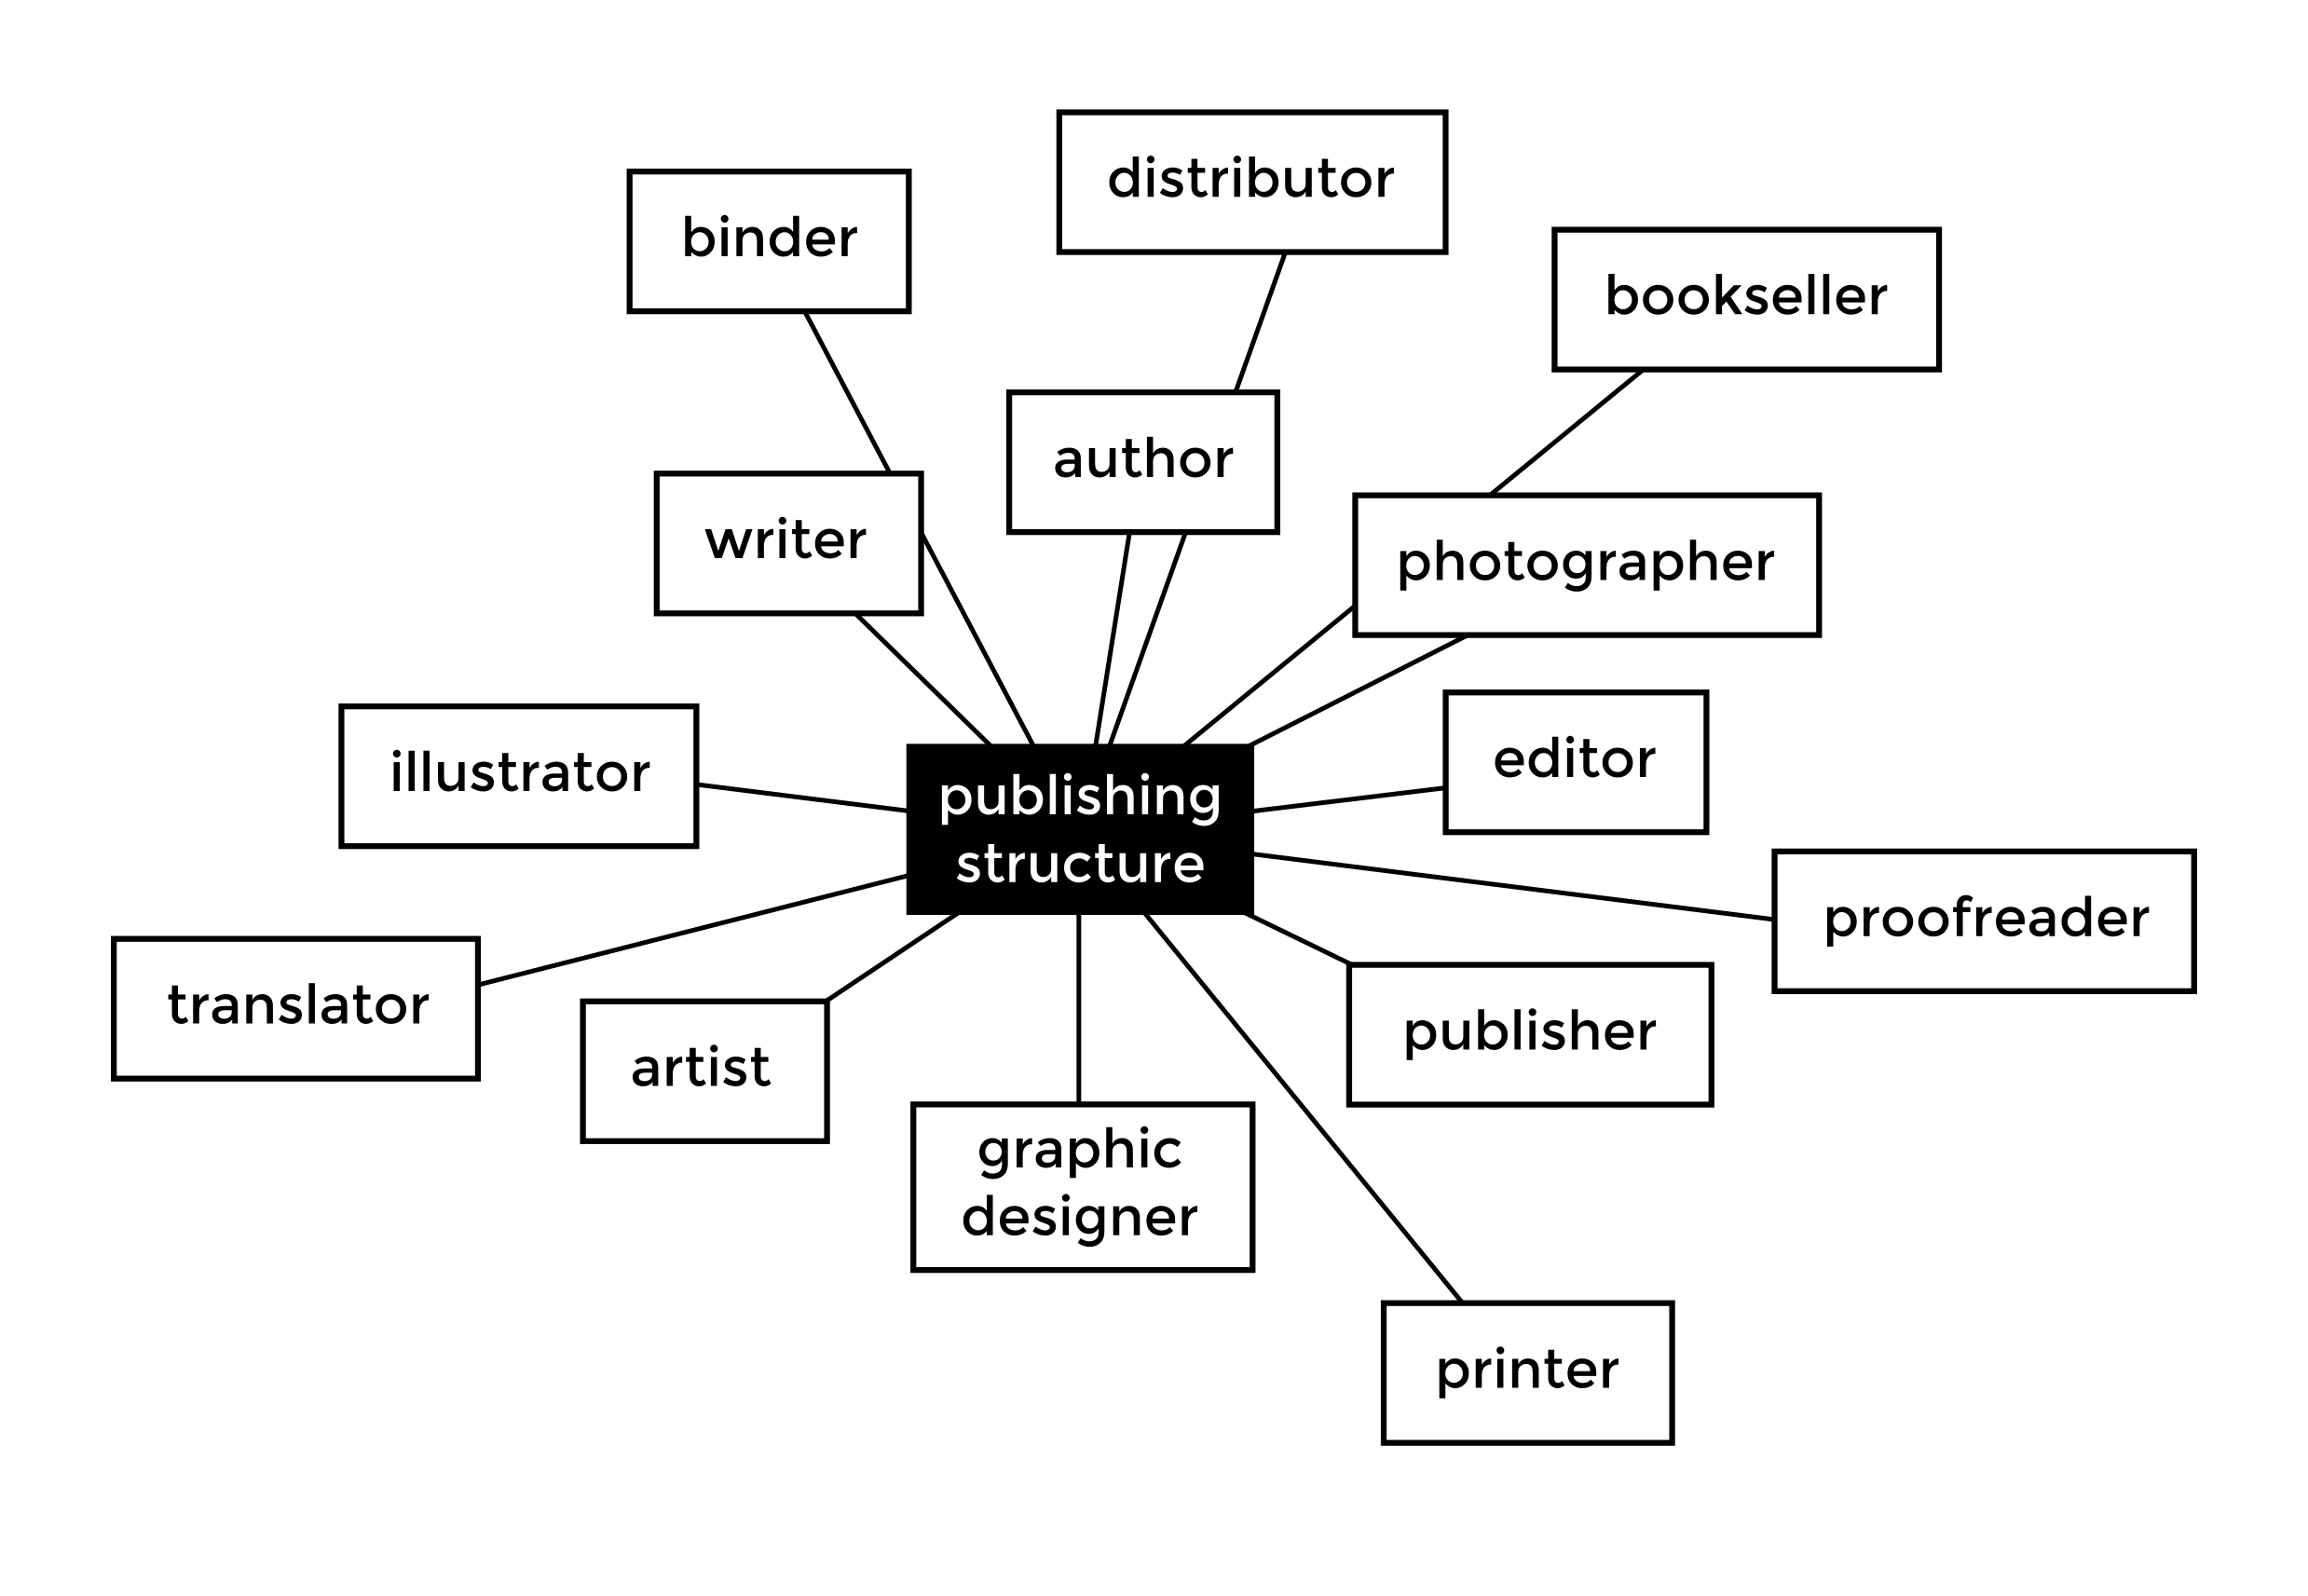 distributor
binder
bookseller
author
writer
photographer
editor
illustrator
publishing
structure
proofreader
translator
publisher
artist
graphic
designer
printer